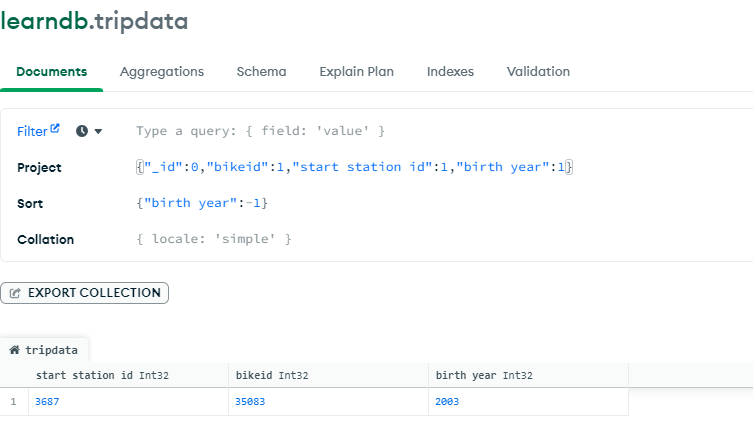 learndb.tripdata
Documents Aggregations Schema Explain Plan Indexes Validation
Filter Type a query: { field: 'value' }
Project {"_id":0,"bikeid":1,"start station id":1,"birth year":1}
Sort {"birth year":-1}
Collation { locale: 'simple' }
EXPORT COLLECTION
tripdata
start station id Int32 bikeid Int32 birth year Int32
1 3687 35083 2003